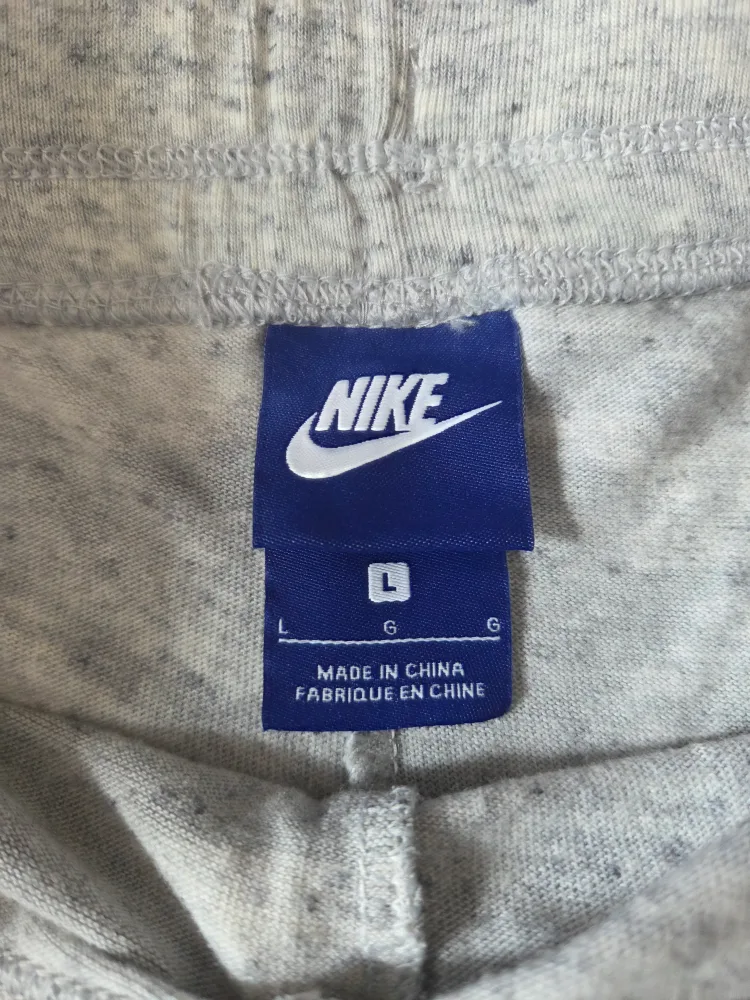 NIKE
L
L G G
MADE IN CHINA
FABRIQUE EN CHINE